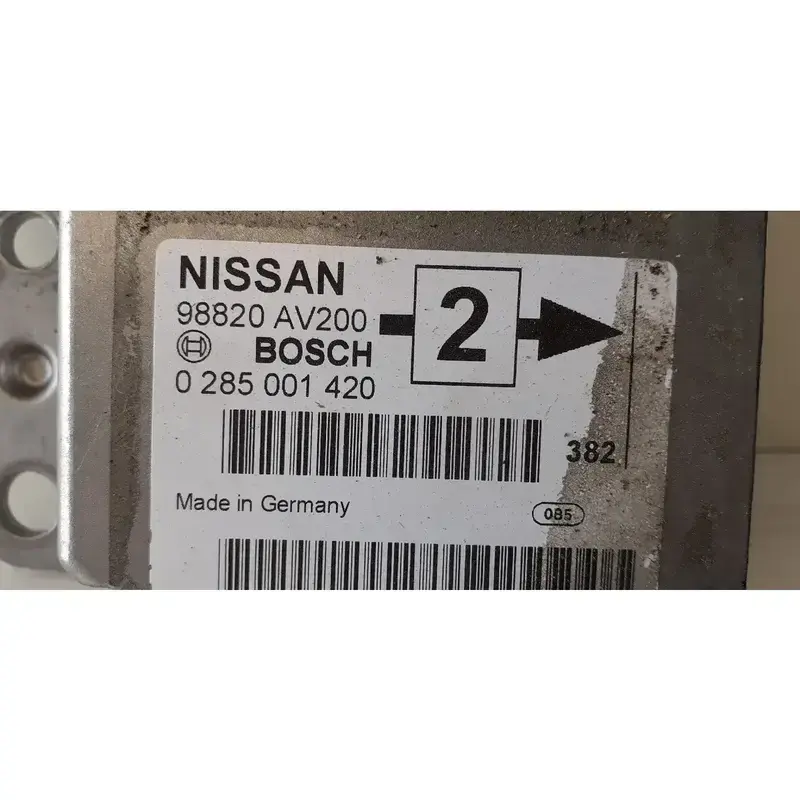 NISSAN
98820 AV200
2
BOSCH
0 285 001 420
382
Made in Germany
085